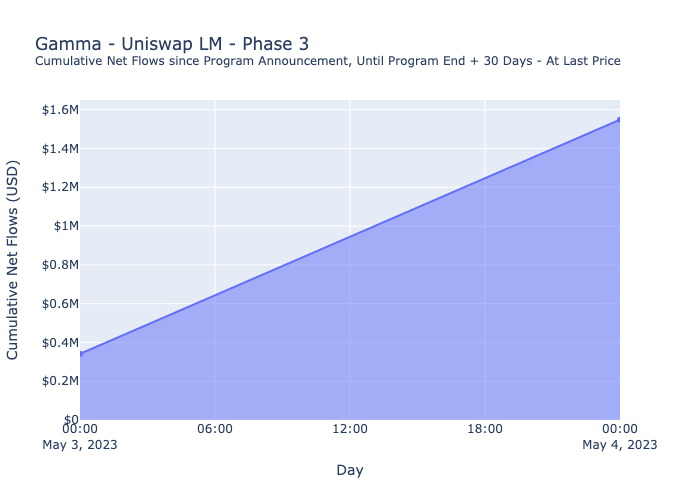 Gamma - Uniswap LM - Phase 3
Cumulative Net Flows since Program Announcement, Until Program End + 30 Days - At Last Price
$1.6M
$1.4M
$1.2M
$1M
$0.8M
$0.6M
$0.4M
$0.2M
$0
Cumulative Net Flows (USD)
00:00 06:00 12:00 18:00 00:00
May 3, 2023 May 4, 2023
Day